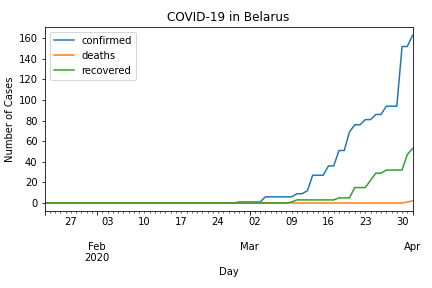 COVID-19 in Belarus
confirmed
deaths
recovered
Number of Cases
160
140
120
100
80
60
40
20
0
27 03 10 17 24 02 09 16 23 30
Feb Mar Apr
2020
Day